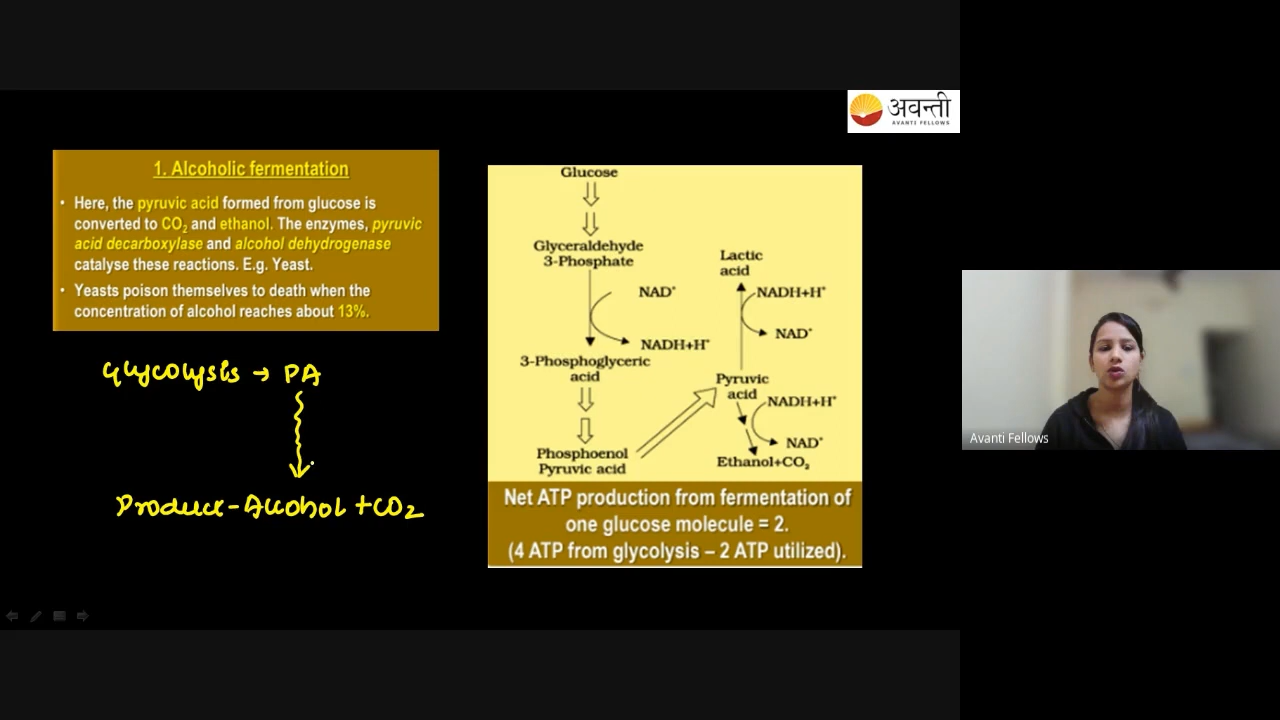 अवन्ती
AVANTI FELLOWS
1. Alcoholic fermentation
• Here, the pyruvic acid formed from glucose is
converted to CO₂ and ethanol. The enzymes, pyruvic
acid decarboxylase and alcohol dehydrogenase
catalyse these reactions. E.g. Yeast.
• Yeasts poison themselves to death when the
concentration of alcohol reaches about 13%.
Glycolysis → PA
Produce - Alcohol + CO2
Glucose
Glyceraldehyde
3-Phosphate
NAD⁺
NADH+H⁺
3-Phosphoglyceric
acid
Phosphoenol
Pyruvic acid
Lactic
acid
NADH+H⁺
NAD⁺
Pyruvic
acid
NADH+H⁺
NAD⁺
Ethanol+CO₂
Net ATP production from fermentation of
one glucose molecule = 2.
(4 ATP from glycolysis – 2 ATP utilized).
Avanti Fellows